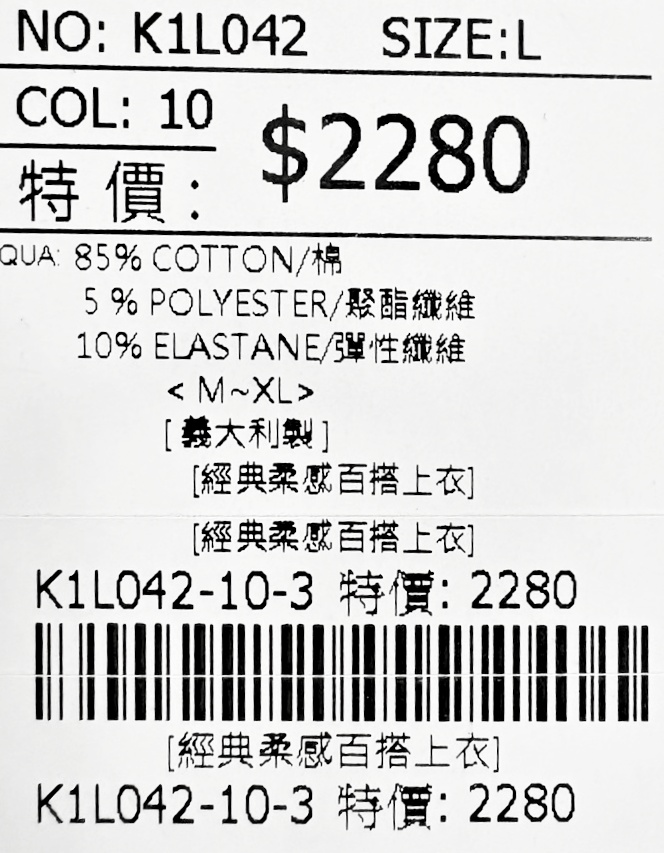 NO: K1L042 SIZE:L
COL: 10
$2280
特 價 :
QUA: 85% COTTON/棉
5 % POLYESTER/聚酯纖維
10% ELASTANE/彈性纖維
< M~XL>
[ 義大利製 ]
[經典柔感百搭上衣]
[經典柔感百搭上衣]
K1L042-10-3 特價: 2280
[經典柔感百搭上衣]
K1L042-10-3 特價: 2280